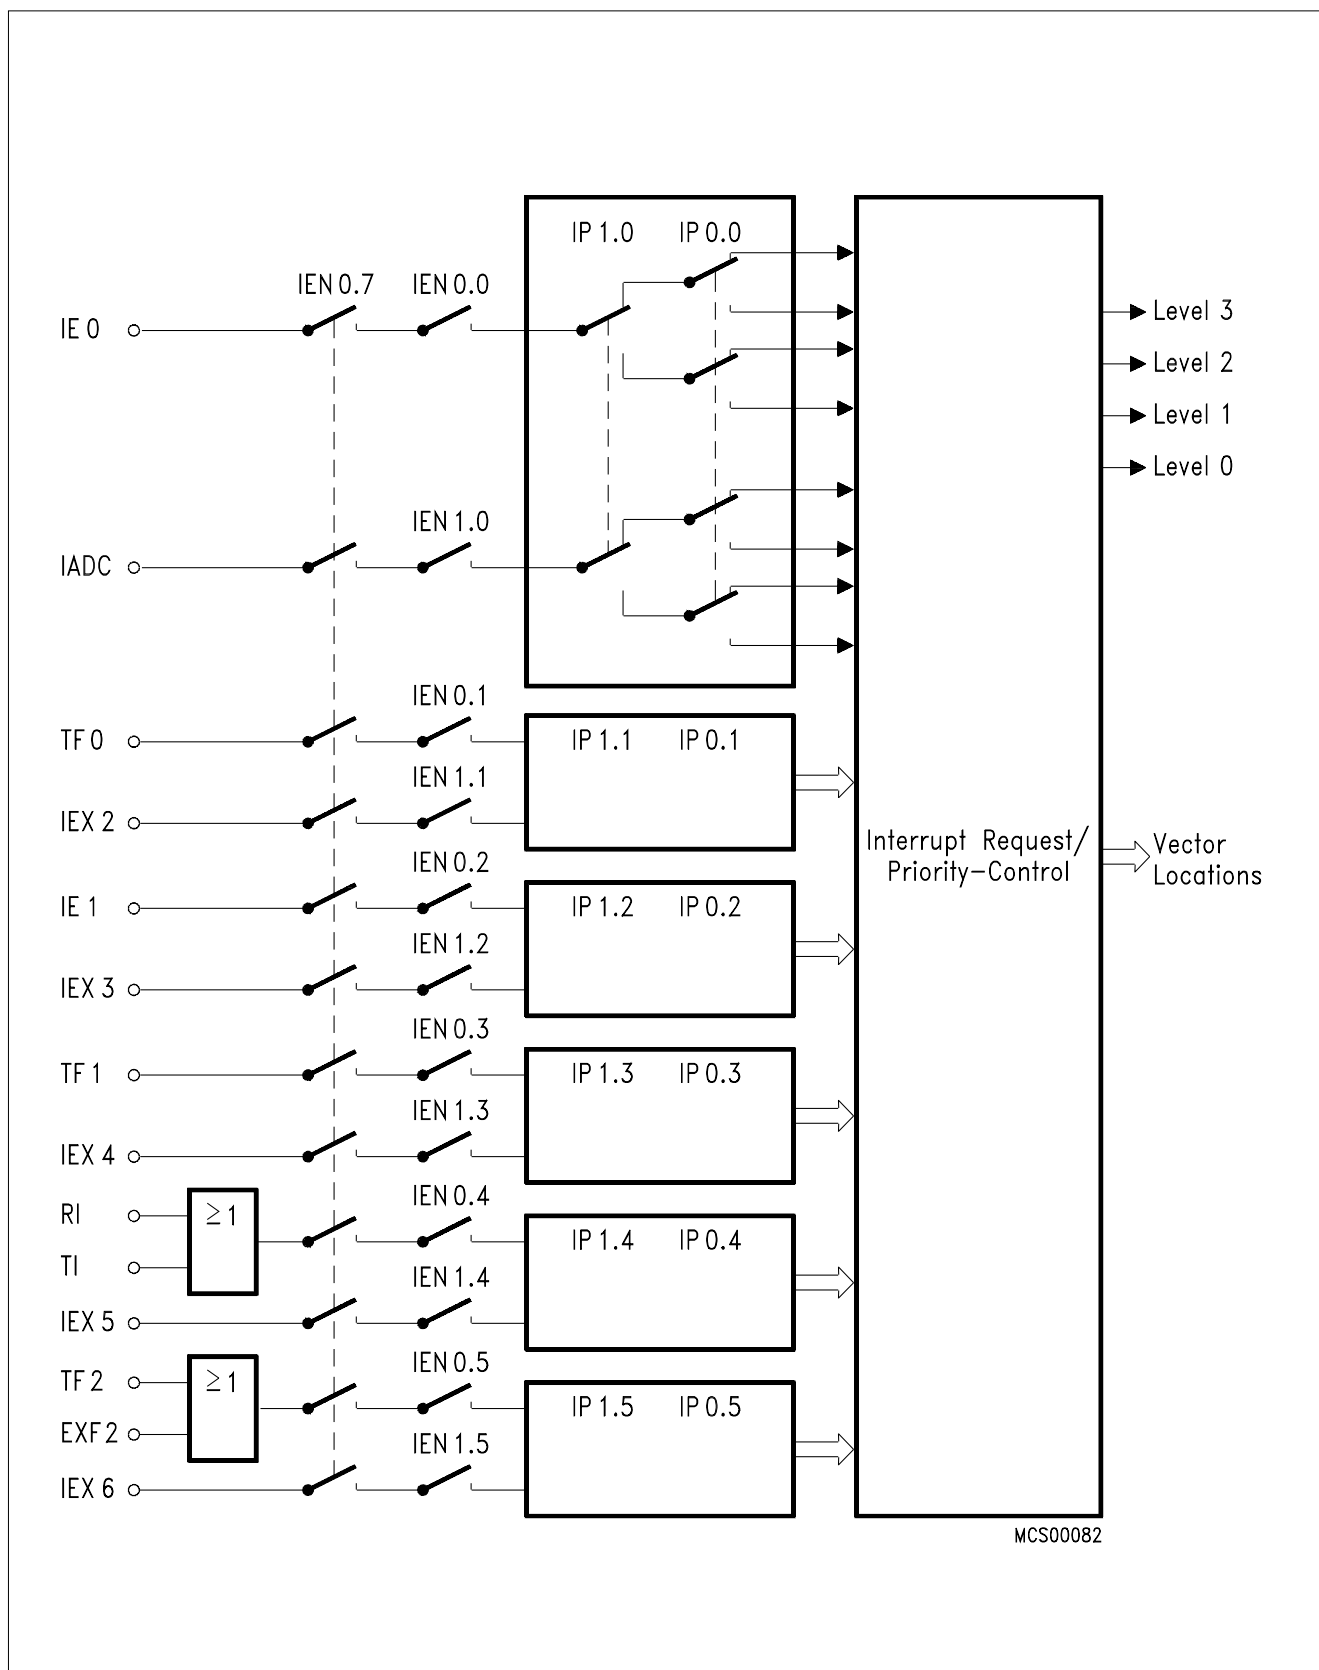 IP 1.0 IP 0.0
IEN 0.7 IEN 0.0
IE 0
Level 3
Level 2
Level 1
Level 0
IEN 1.0
IADC
IEN 0.1
TF 0
IP 1.1 IP 0.1
IEN 1.1
IEX 2
Interrupt Request/
Priority-Control
Vector
Locations
IEN 0.2
IE 1
IP 1.2 IP 0.2
IEN 1.2
IEX 3
IEN 0.3
TF 1
IP 1.3 IP 0.3
IEN 1.3
IEX 4
IEN 0.4
RI
≥1
TI
IP 1.4 IP 0.4
IEN 1.4
IEX 5
IEN 0.5
TF 2
≥1
EXF 2
IP 1.5 IP 0.5
IEN 1.5
IEX 6
MCS00082